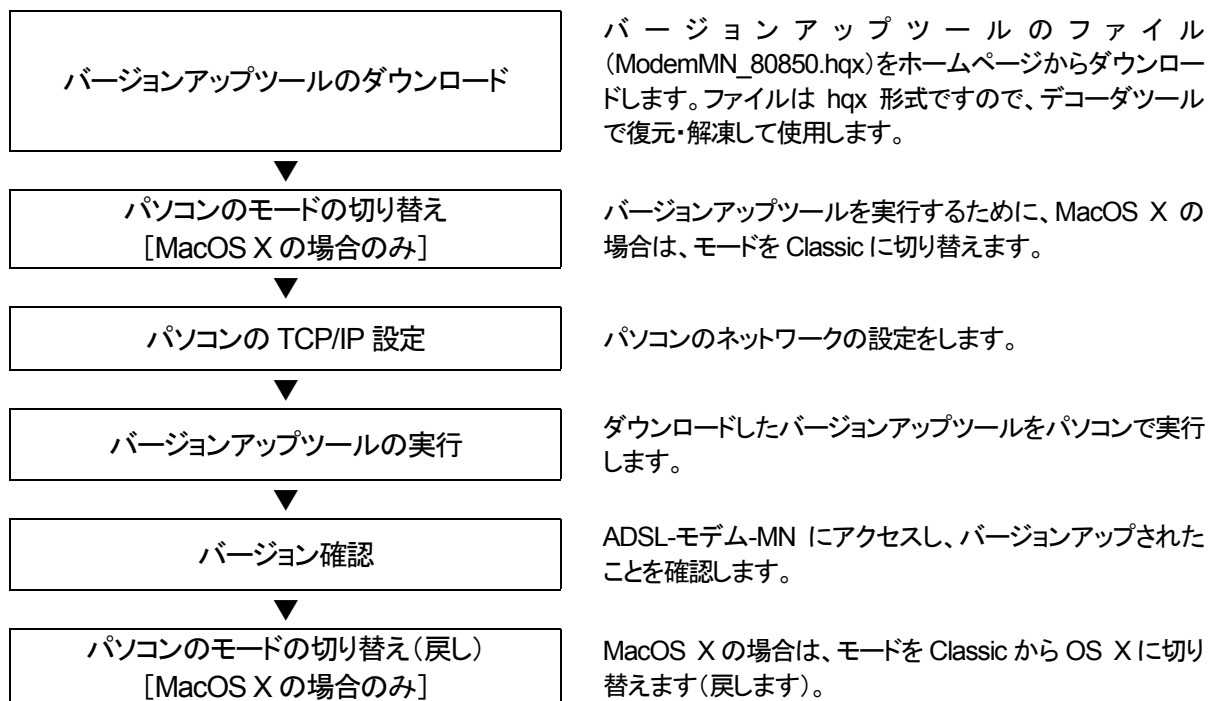 バージョンアップツールのダウンロード
バージョンアップツールのファイル
(ModemMN_80850.hqx)をホームページからダウンロー
ドします。ファイルは hqx 形式ですので、デコーダツール
で復元・解凍して使用します。
▼
パソコンのモードの切り替え
[MacOS X の場合のみ]
バージョンアップツールを実行するために、MacOS X の
場合は、モードを Classic に切り替えます。
▼
パソコンの TCP/IP 設定
パソコンのネットワークの設定をします。
▼
バージョンアップツールの実行
ダウンロードしたバージョンアップツールをパソコンで実行
します。
▼
バージョン確認
ADSL-モデム-MN にアクセスし、バージョンアップされた
ことを確認します。
▼
パソコンのモードの切り替え(戻し)
[MacOS X の場合のみ]
MacOS X の場合は、モードを Classic から OS X に切り
替えます(戻します)。